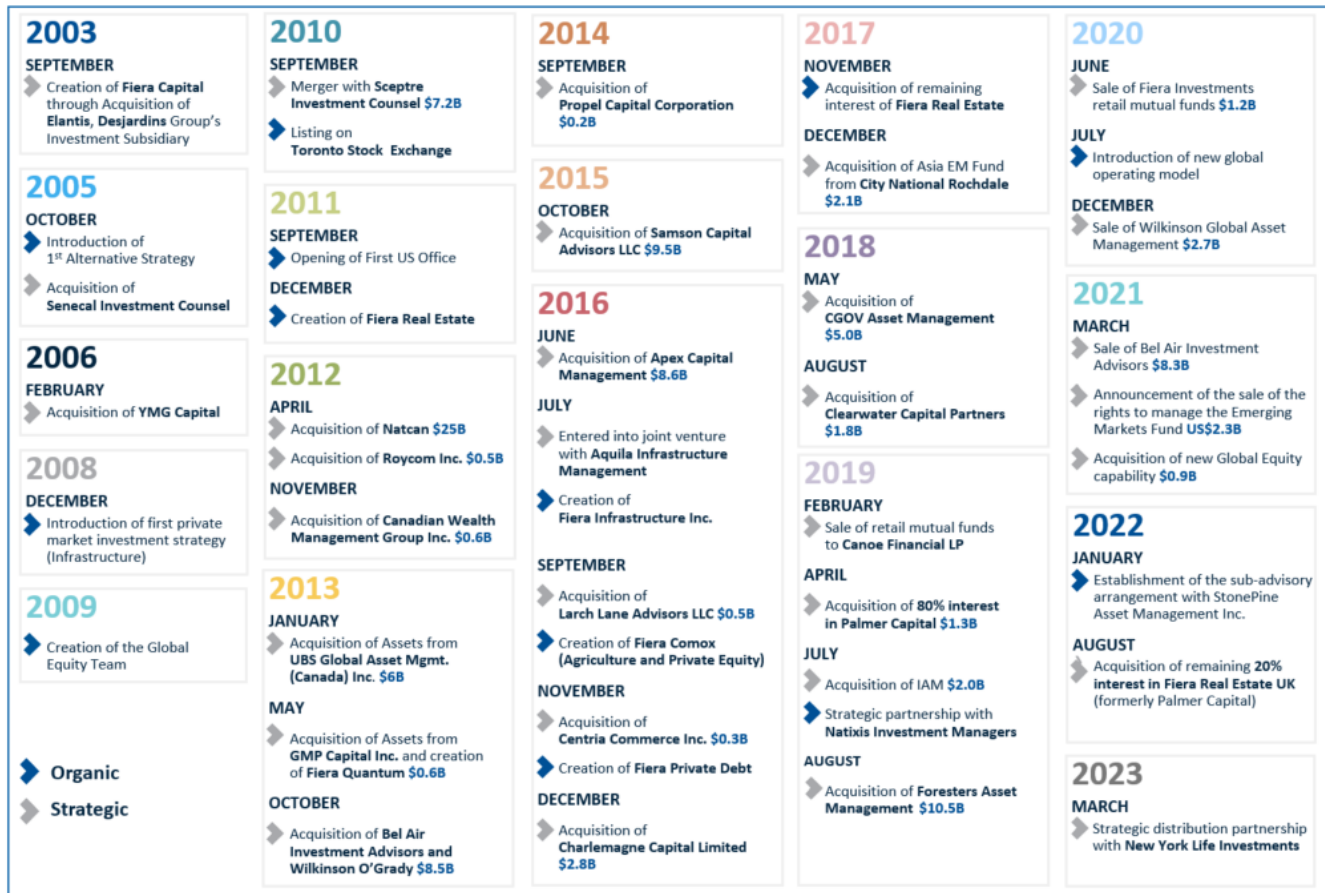 2003
SEPTEMBER
Creation of Fiera Capital
through Acquisition of
Elantis, Desjardins Group's
Investment Subsidiary
2005
OCTOBER
Introduction of
1st Alternative Strategy
Acquisition of
Senecal Investment Counsel
2006
FEBRUARY
Acquisition of YMG Capital
2008
DECEMBER
Introduction of first private
market investment strategy
(Infrastructure)
2009
Creation of the Global
Equity Team
Organic
Strategic
2010
SEPTEMBER
Merger with Sceptre
Investment Counsel $7.2B
Listing on
Toronto Stock Exchange
2011
SEPTEMBER
Opening of First US Office
DECEMBER
Creation of Fiera Real Estate
2012
APRIL
Acquisition of Natcan $25B
Acquisition of Roycom Inc. $0.5B
NOVEMBER
Acquisition of Canadian Wealth
Management Group Inc. $0.6B
2013
JANUARY
Acquisition of Assets from
UBS Global Asset Mgmt.
(Canada) Inc. $6B
MAY
Acquisition of Assets from
GMP Capital Inc. and creation
of Fiera Quantum $0.6B
OCTOBER
Acquisition of Bel Air
Investment Advisors and
Wilkinson O'Grady $8.5B
2014
SEPTEMBER
Acquisition of
Propel Capital Corporation
$0.2B
2015
OCTOBER
Acquisition of Samson Capital
Advisors LLC $9.5B
2016
JUNE
Acquisition of Apex Capital
Management $8.6B
JULY
Entered into joint venture
with Aquila Infrastructure
Management
Creation of
Fiera Infrastructure Inc.
SEPTEMBER
Acquisition of
Larch Lane Advisors LLC $0.5B
Creation of Fiera Comox
(Agriculture and Private Equity)
NOVEMBER
Acquisition of
Centria Commerce Inc. $0.3B
Creation of Fiera Private Debt
DECEMBER
Acquisition of
Charlemagne Capital Limited
$2.8B
2017
NOVEMBER
Acquisition of remaining
interest of Fiera Real Estate
DECEMBER
Acquisition of Asia EM Fund
from City National Rochdale
$2.1B
2018
MAY
Acquisition of
CGOV Asset Management
$5.0B
AUGUST
Acquisition of
Clearwater Capital Partners
$1.8B
2019
FEBRUARY
Sale of retail mutual funds
to Canoe Financial LP
APRIL
Acquisition of 80% interest
in Palmer Capital $1.3B
JULY
Acquisition of IAM $2.0B
Strategic partnership with
Natixis Investment Managers
AUGUST
Acquisition of Foresters Asset
Management $10.5B
2020
JUNE
Sale of Fiera Investments
retail mutual funds $1.2B
JULY
Introduction of new global
operating model
DECEMBER
Sale of Wilkinson Global Asset
Management $2.7B
2021
MARCH
Sale of Bel Air Investment
Advisors $8.3B
Announcement of the sale of the
rights to manage the Emerging
Markets Fund US$2.3B
Acquisition of new Global Equity
capability $0.9B
2022
JANUARY
Establishment of the sub-advisory
arrangement with StonePine
Asset Management Inc.
AUGUST
Acquisition of remaining 20%
interest in Fiera Real Estate UK
(formerly Palmer Capital)
2023
MARCH
Strategic distribution partnership
with New York Life Investments